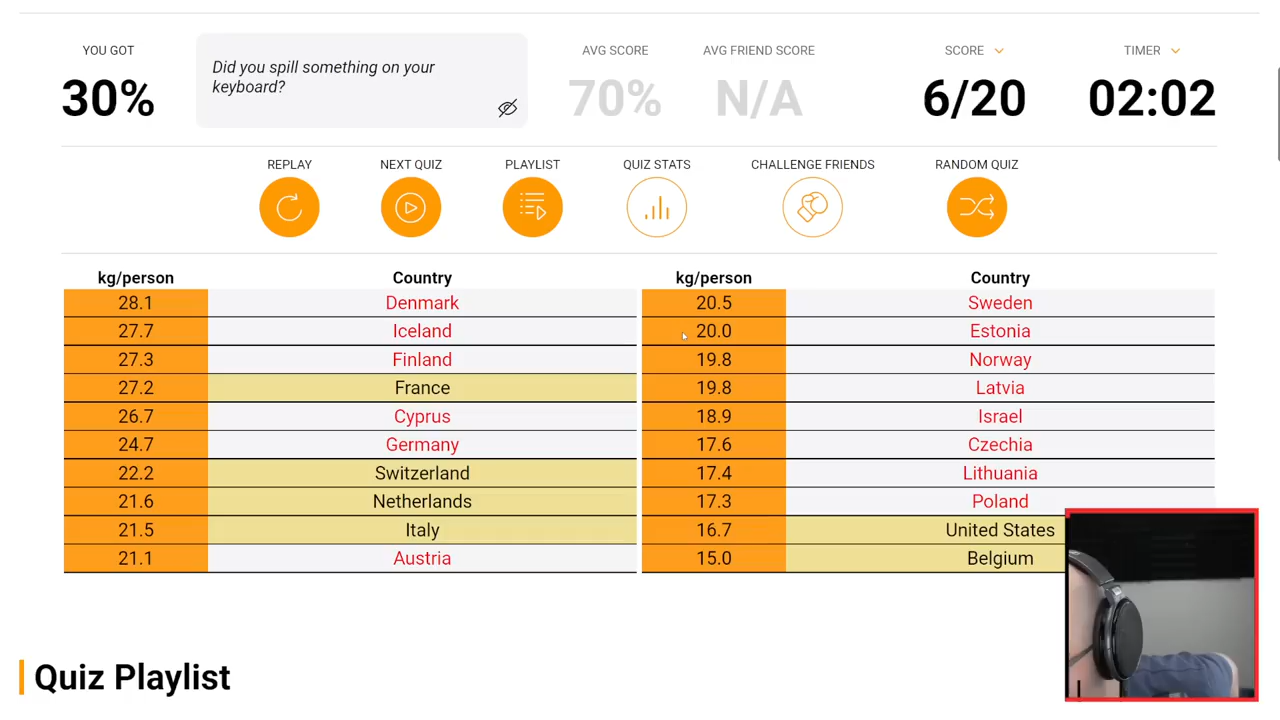 YOU GOT
30%
Did you spill something on your
keyboard?
AVG SCORE
70%
AVG FRIEND SCORE
N/A
SCORE
6/20
TIMER
02:02
REPLAY
NEXT QUIZ
PLAYLIST
QUIZ STATS
CHALLENGE FRIENDS
RANDOM QUIZ
kg/person Country
28.1 Denmark
27.7 Iceland
27.3 Finland
27.2 France
26.7 Cyprus
24.7 Germany
22.2 Switzerland
21.6 Netherlands
21.5 Italy
21.1 Austria
kg/person Country
20.5 Sweden
20.0 Estonia
19.8 Norway
19.8 Latvia
18.9 Israel
17.6 Czechia
17.4 Lithuania
17.3 Poland
16.7 United States
15.0 Belgium
Quiz Playlist